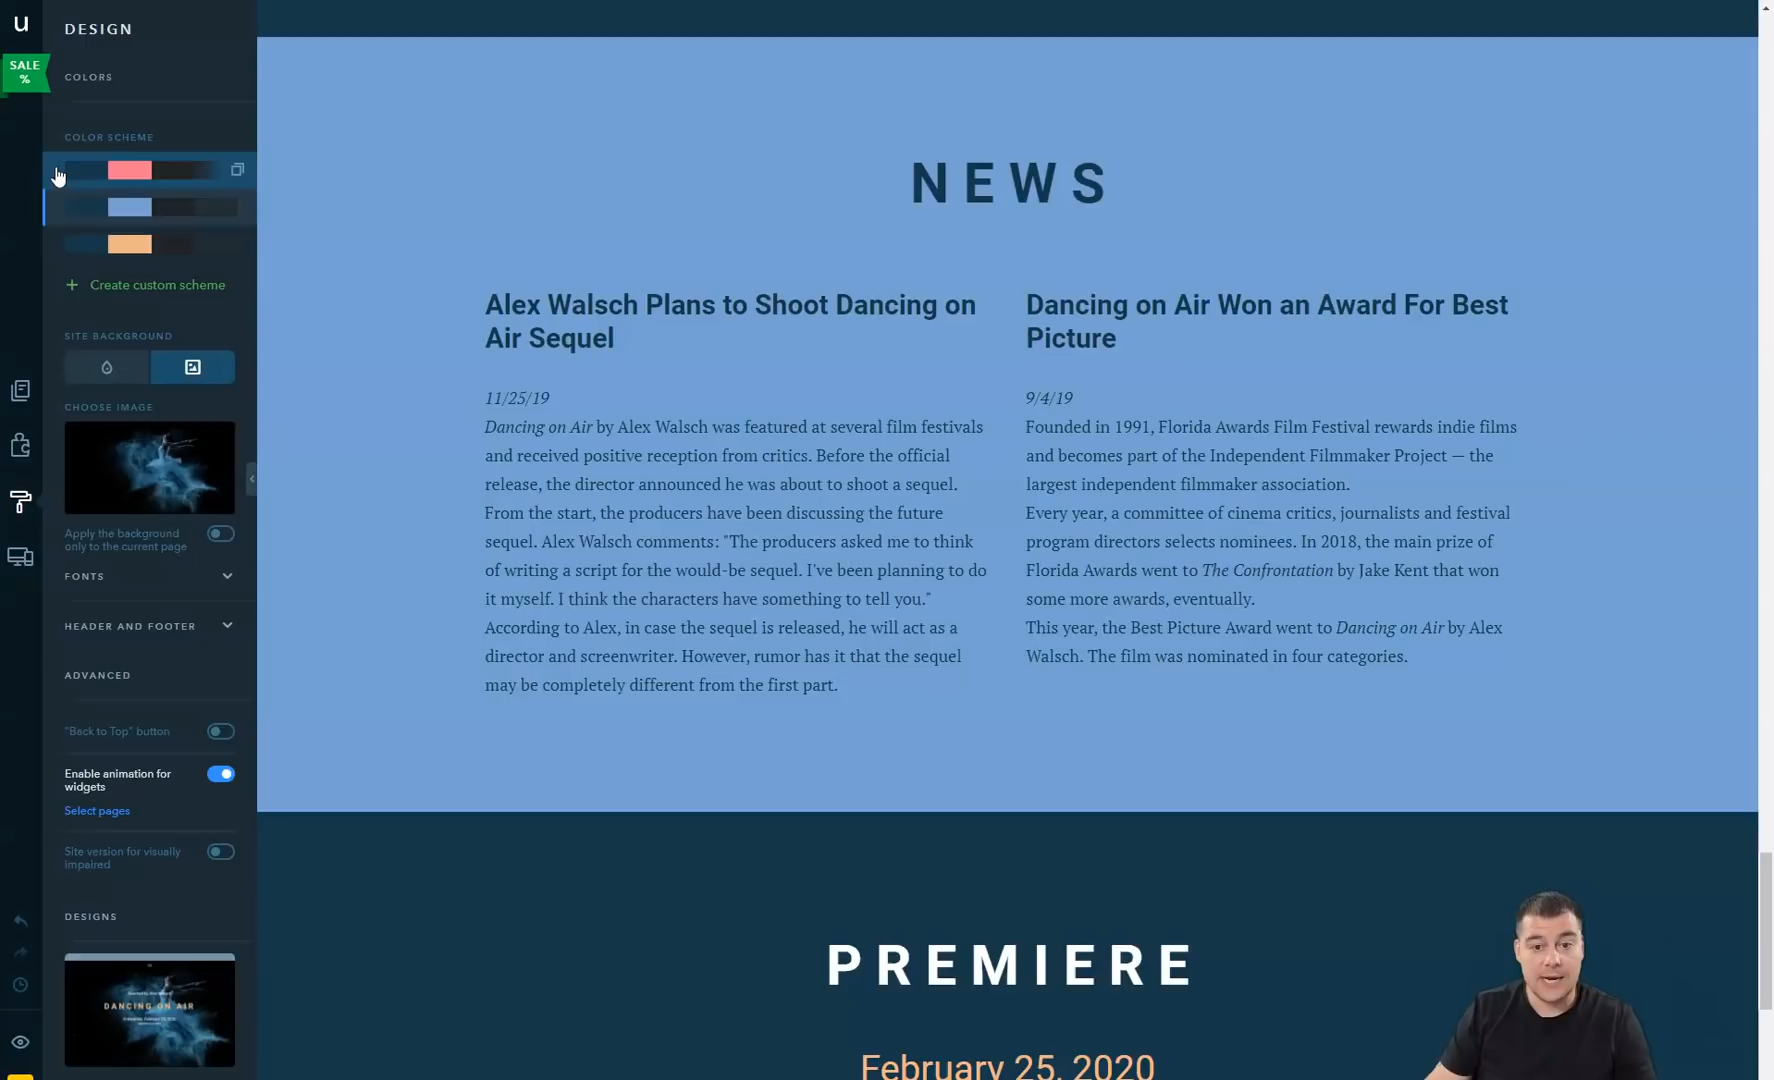 u
DESIGN
SALE
%
COLORS
COLOR SCHEME
+ Create custom scheme
SITE BACKGROUND
CHOOSE IMAGE
Apply the background
only to the current page
FONTS
HEADER AND FOOTER
ADVANCED
"Back to Top" button
Enable animation for
widgets
Select pages
Site version for visually
impaired
DESIGNS
DANCING ON AIR
NEWS
Alex Walsch Plans to Shoot Dancing on
Air Sequel
11/25/19
Dancing on Air by Alex Walsch was featured at several film festivals
and received positive reception from critics. Before the official
release, the director announced he was about to shoot a sequel.
From the start, the producers have been discussing the future
sequel. Alex Walsch comments: "The producers asked me to think
of writing a script for the would-be sequel. I've been planning to do
it myself. I think the characters have something to tell you."
According to Alex, in case the sequel is released, he will act as a
director and screenwriter. However, rumor has it that the sequel
may be completely different from the first part.
Dancing on Air Won an Award For Best
Picture
9/4/19
Founded in 1991, Florida Awards Film Festival rewards indie films
and becomes part of the Independent Filmmaker Project — the
largest independent filmmaker association.
Every year, a committee of cinema critics, journalists and festival
program directors selects nominees. In 2018, the main prize of
Florida Awards went to The Confrontation by Jake Kent that won
some more awards, eventually.
This year, the Best Picture Award went to Dancing on Air by Alex
Walsch. The film was nominated in four categories.
PREMIERE
February 25, 2020